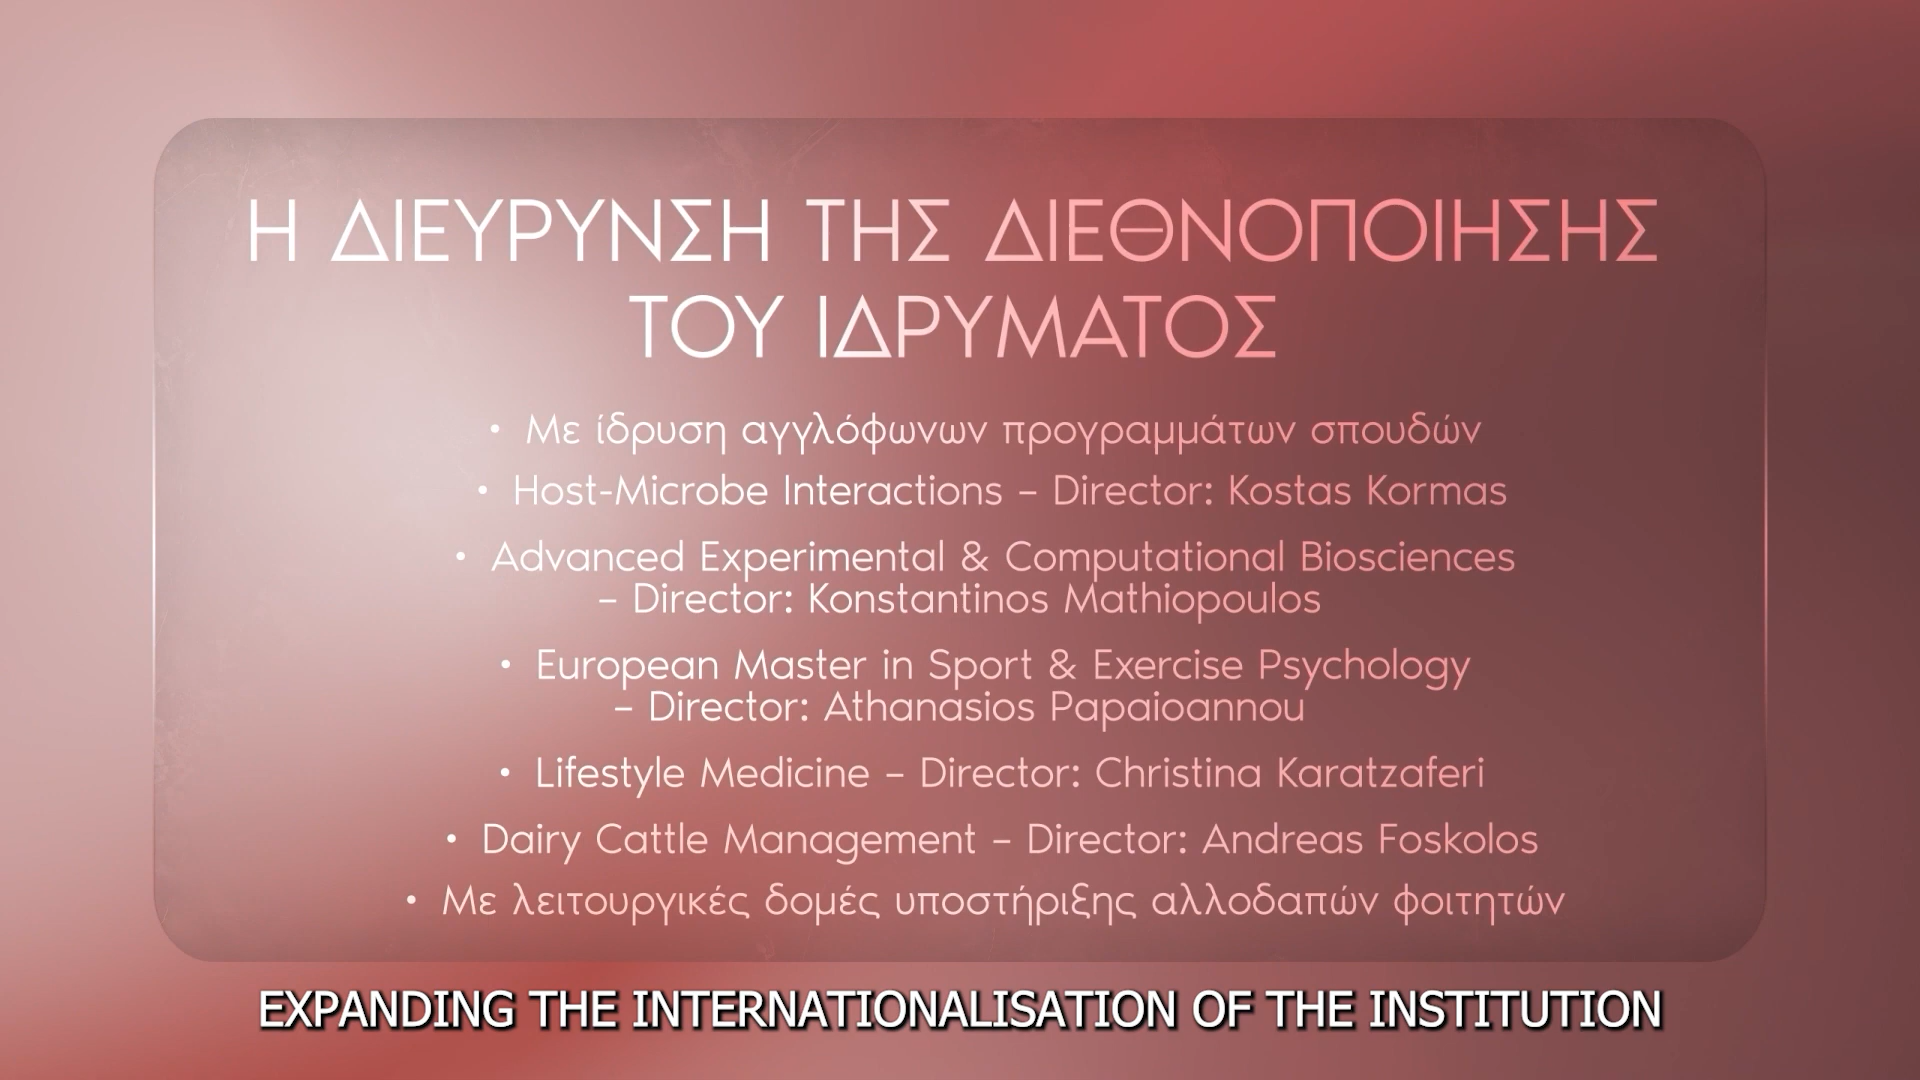 Η ΔΙΕΥΡΥΝΣΗ ΤΗΣ ΔΙΕΘΝΟΠΟΙΗΣΗΣ
ΤΟΥ ΙΔΡΥΜΑΤΟΣ
• Με ίδρυση αγγλόφωνων προγραμμάτων σπουδών
• Host-Microbe Interactions – Director: Kostas Kormas
• Advanced Experimental & Computational Biosciences
– Director: Konstantinos Mathiopoulos
• European Master in Sport & Exercise Psychology
– Director: Athanasios Papaioannou
• Lifestyle Medicine – Director: Christina Karatzaferi
• Dairy Cattle Management – Director: Andreas Foskolos
• Με λειτουργικές δομές υποστήριξης αλλοδαπών φοιτητών
EXPANDING THE INTERNATIONALISATION OF THE INSTITUTION